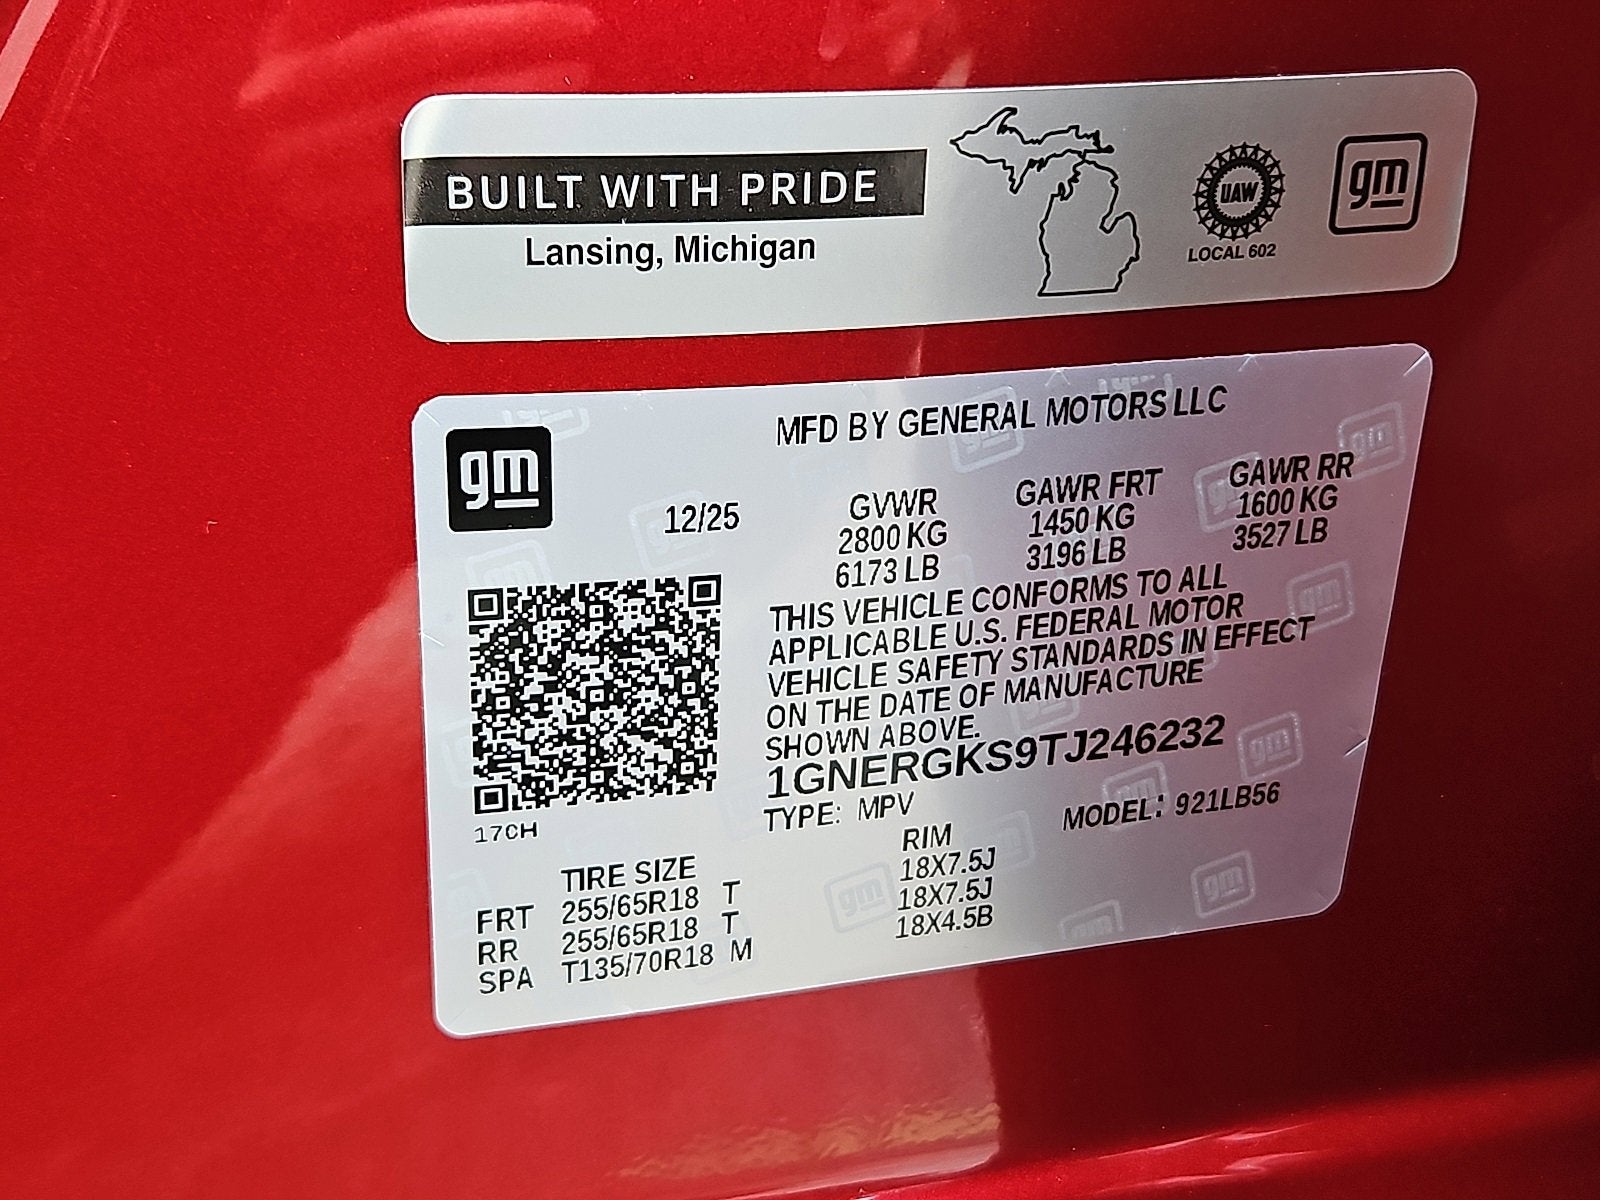 BUILT WITH PRIDE
Lansing, Michigan
UAW
LOCAL 602
gm
MFD BY GENERAL MOTORS LLC
gm
12/25
GVWR GAWR FRT GAWR RR
2800 KG 1450 KG 1600 KG
6173 LB 3196 LB 3527 LB
THIS VEHICLE CONFORMS TO ALL
APPLICABLE U.S. FEDERAL MOTOR
VEHICLE SAFETY STANDARDS IN EFFECT
ON THE DATE OF MANUFACTURE
SHOWN ABOVE.
1GNERGKS9TJ246232
TYPE: MPV MODEL: 921LB56
17CH
TIRE SIZE RIM
FRT 255/65R18 T 18X7.5J
RR 255/65R18 T 18X7.5J
SPA T135/70R18 M 18X4.5B